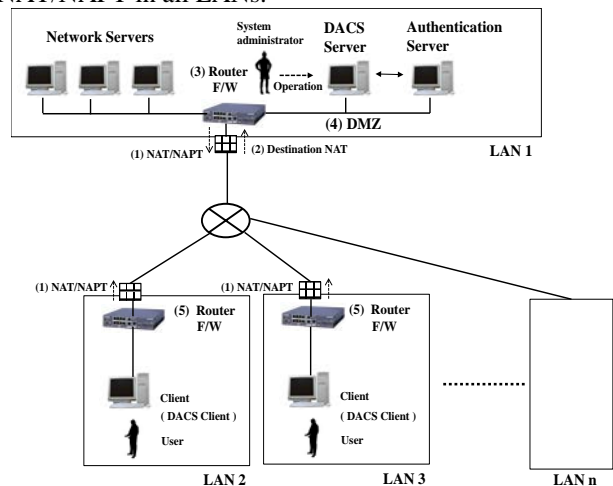 NAT/NAPT in all LANs.
Network Servers
System
administrator
DACS
Server
Authentication
Server
(3) Router
F/W
Operation
(4) DMZ
(1) NAT/NAPT
(2) Destination NAT
LAN 1
(1) NAT/NAPT
(1) NAT/NAPT
(5) Router
F/W
(5) Router
F/W
Client
( DACS Client )
User
Client
( DACS Client )
User
LAN 2
LAN 3
LAN n